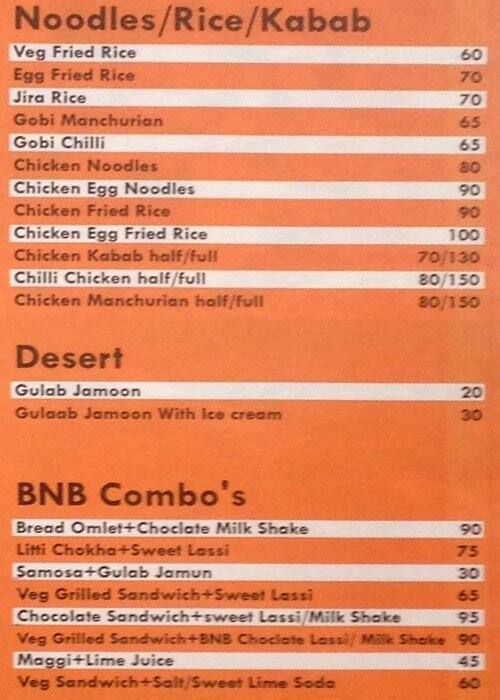 Noodles/Rice/Kabab
Veg Fried Rice 60
Egg Fried Rice 70
Jira Rice 70
Gobi Manchurian 65
Gobi Chilli 65
Chicken Noodles 80
Chicken Egg Noodles 90
Chicken Fried Rice 90
Chicken Egg Fried Rice 100
Chicken Kabab half/full 70/130
Chilli Chicken half/full 80/150
Chicken Manchurian half/full 80/150
Desert
Gulab Jamoon 20
Gulaab Jamoon With Ice cream 30
BNB Combo's
Bread Omlet+Choclate Milk Shake 90
Litti Chokha+Sweet Lassi 75
Samosa+Gulab Jamun 30
Veg Grilled Sandwich+Sweet Lassi 65
Chocolate Sandwich+sweet Lassi/Milk Shake 95
Veg Grilled Sandwich+BNB Choclate Lassi/ Milk Shake 90
Maggi+Lime Juice 45
Veg Sandwich+Salt/Sweet Lime Soda 60